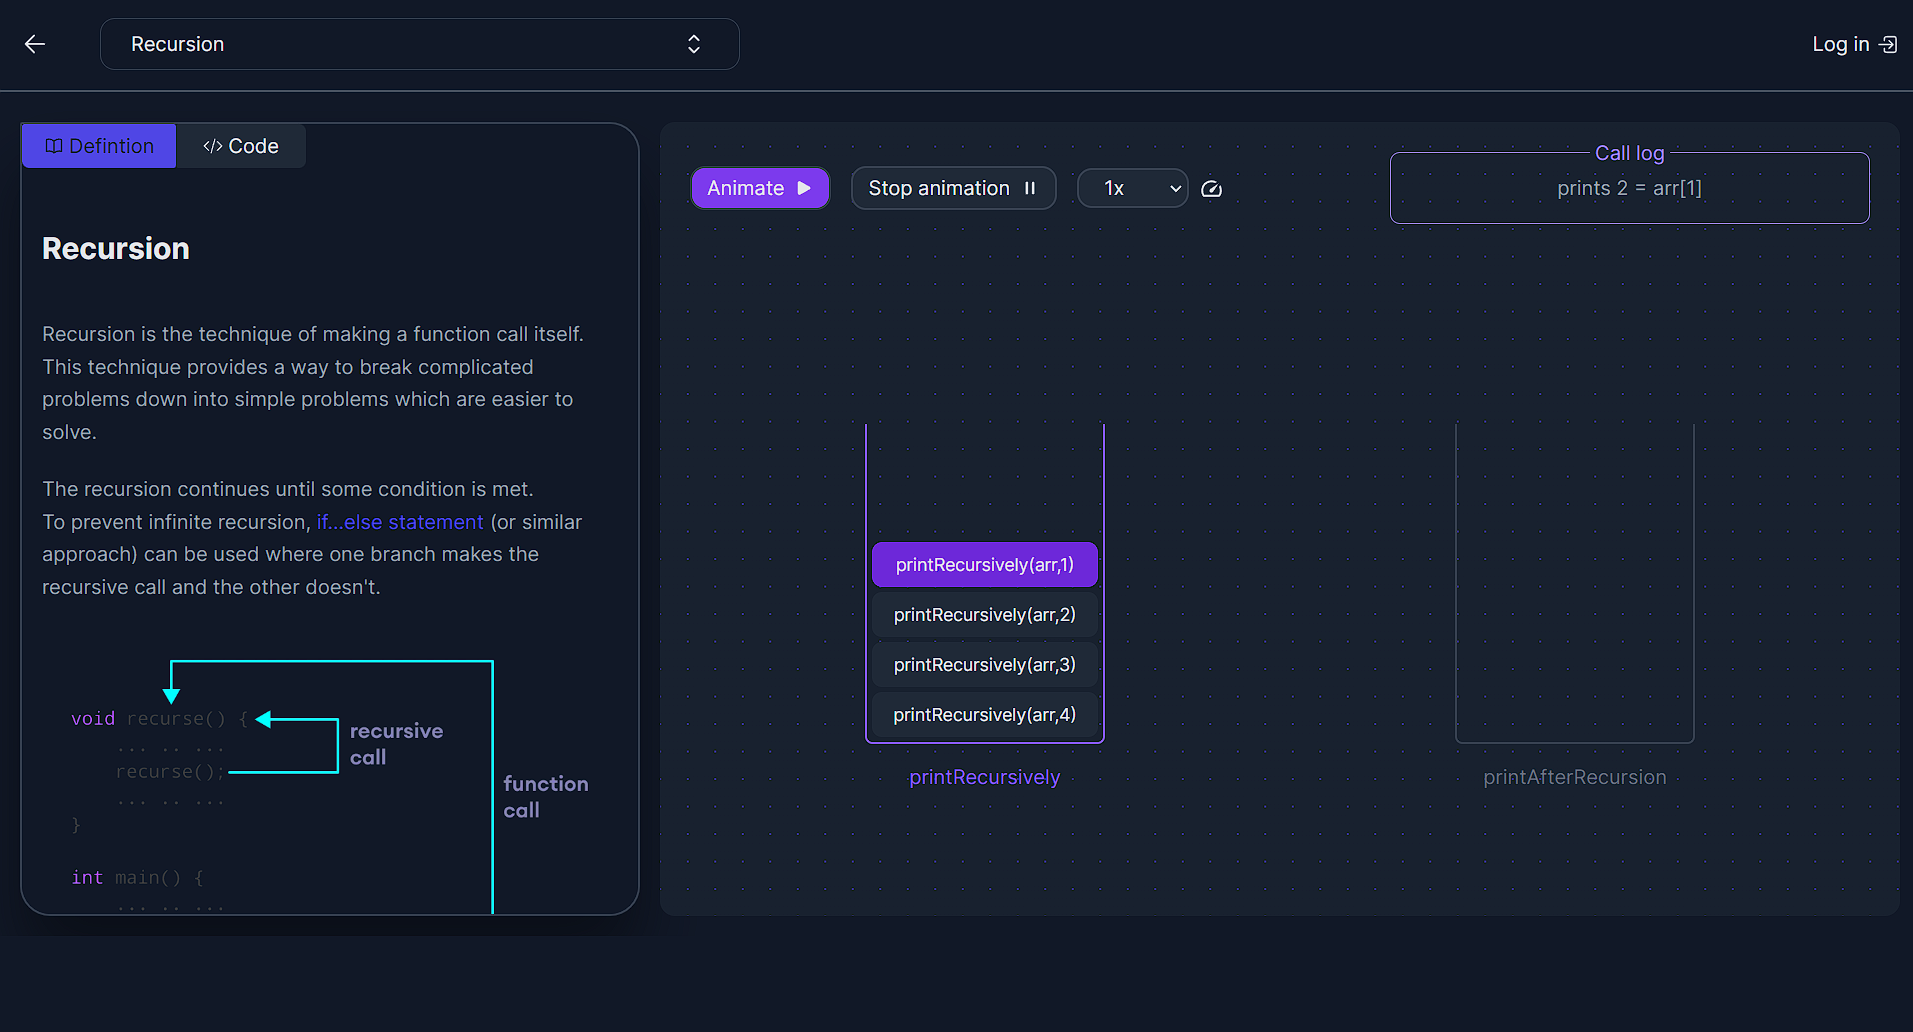 Recursion
Log in
Defintion
Code
Animate
Stop animation
1x
Call log
prints 2 = arr[1]
Recursion
Recursion is the technique of making a function call itself.
This technique provides a way to break complicated
problems down into simple problems which are easier to
solve.
The recursion continues until some condition is met.
To prevent infinite recursion, if...else statement (or similar
approach) can be used where one branch makes the
recursive call and the other doesn't.
void recurse() {
... .. ...
recurse();
... .. ...
}
int main() {
... .. ...
recursive
call
function
call
printRecursively(arr,1)
printRecursively(arr,2)
printRecursively(arr,3)
printRecursively(arr,4)
printRecursively
printAfterRecursion